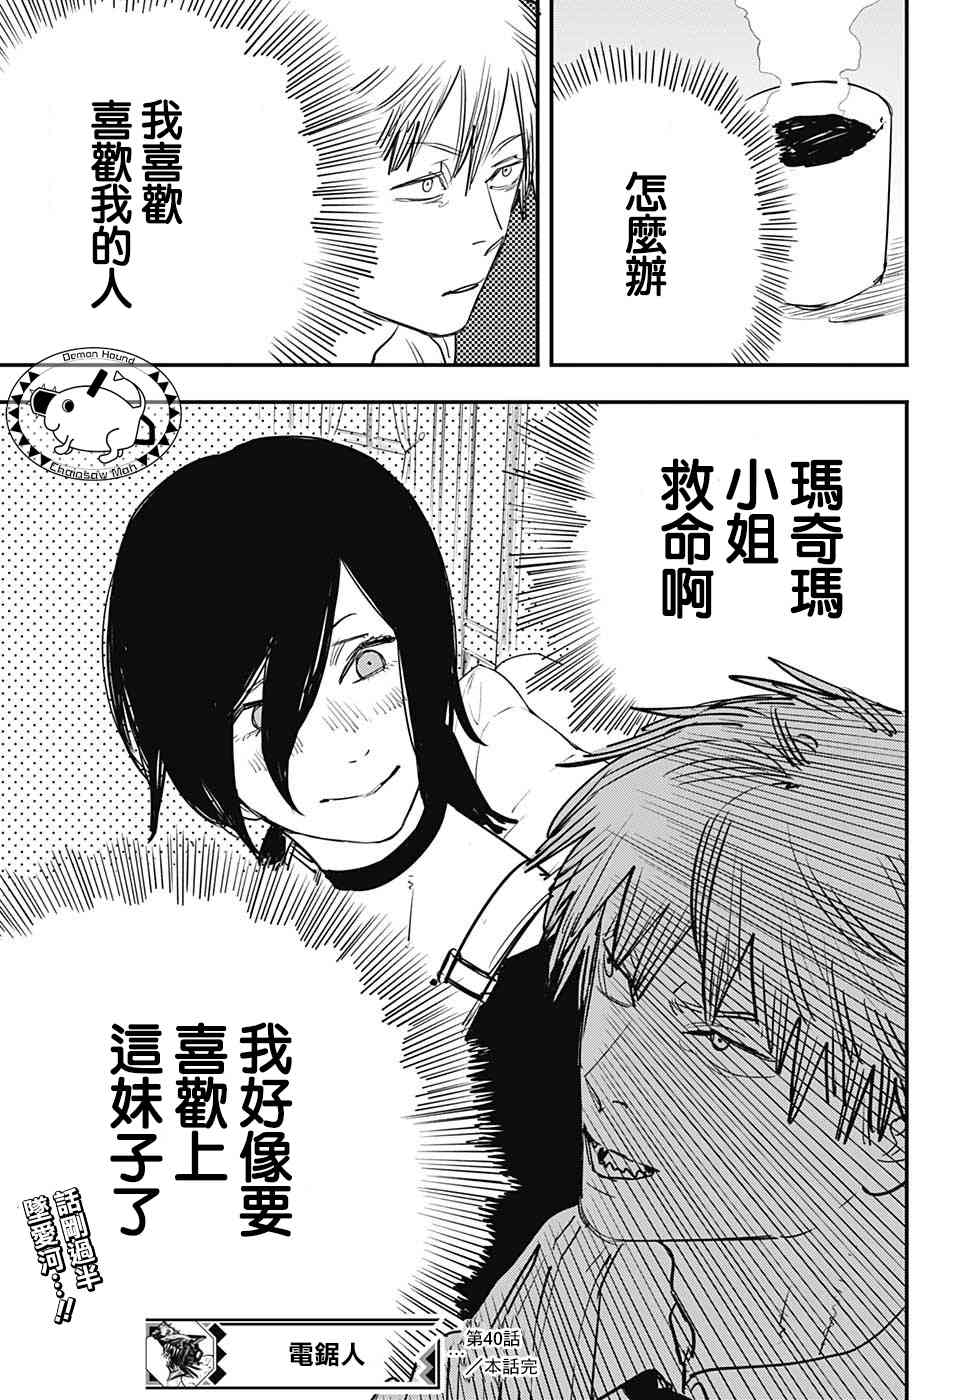 怎麼辦
我喜歡
喜歡我的人
Demon Hound
Chainsaw Man
瑪奇瑪
小姐
救命啊
我好像要
喜歡上
這妹子了
話剛過半
墜愛河…!!
電鋸人
第40話
╱本話完